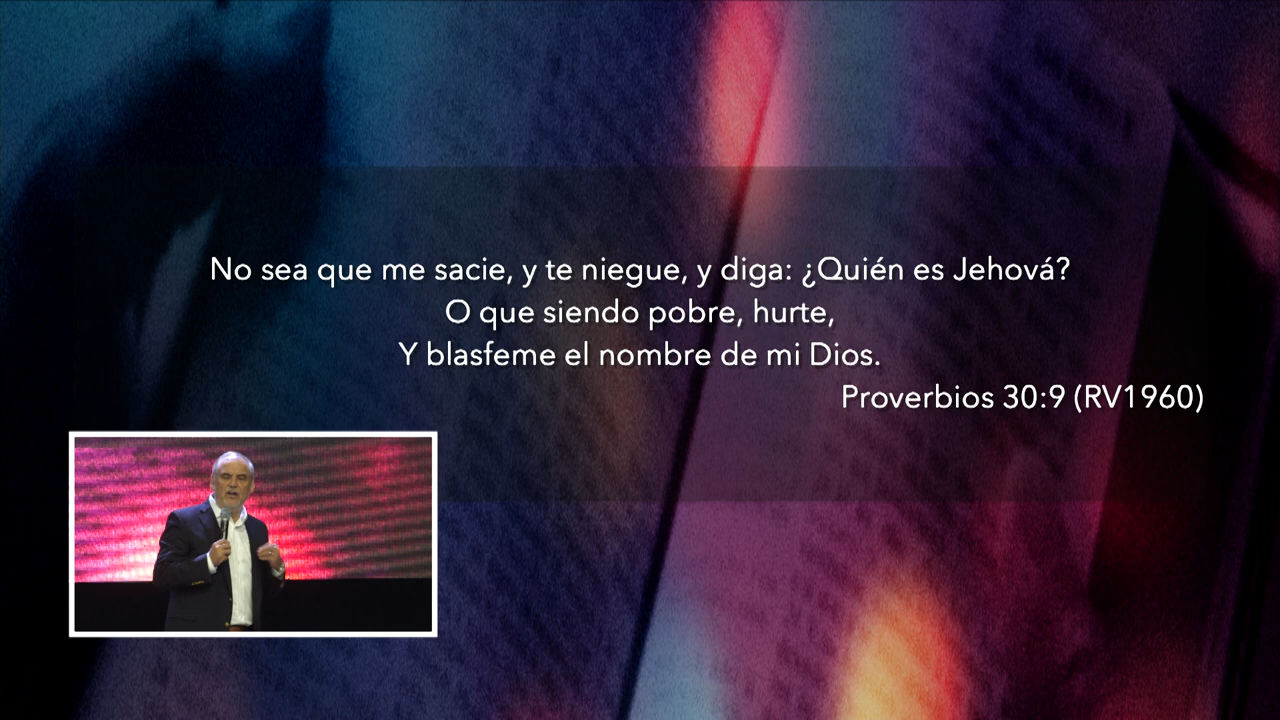 No sea que me sacie, y te niegue, y diga: ¿Quién es Jehová?
O que siendo pobre, hurte,
Y blasfeme el nombre de mi Dios.
Proverbios 30:9 (RV1960)